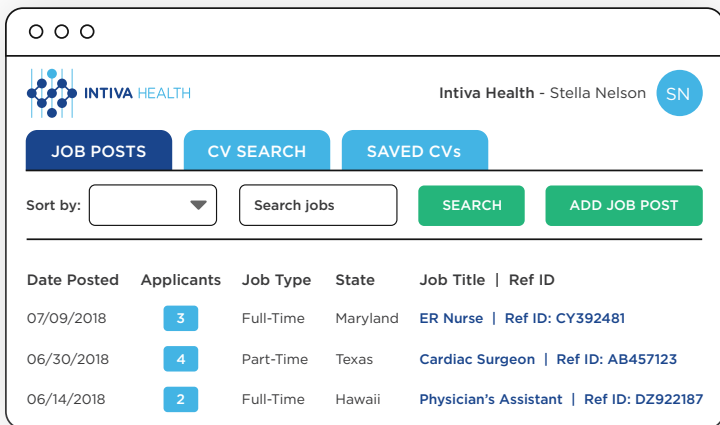 INTIVA HEALTH
Intiva Health - Stella Nelson SN
JOB POSTS CV SEARCH SAVED CVs
Sort by: Search jobs SEARCH ADD JOB POST
Date Posted Applicants Job Type State Job Title | Ref ID
07/09/2018 3 Full-Time Maryland ER Nurse | Ref ID: CY392481
06/30/2018 4 Part-Time Texas Cardiac Surgeon | Ref ID: AB457123
06/14/2018 2 Full-Time Hawaii Physician’s Assistant | Ref ID: DZ922187